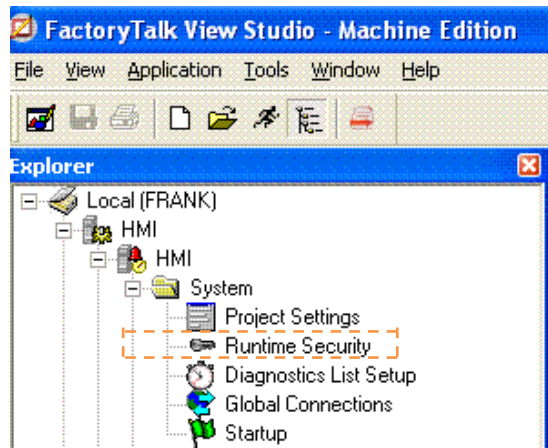 FactoryTalk View Studio - Machine Edition
File View Application Tools Window Help
Explorer
Local (FRANK)
HMI
HMI
System
Project Settings
Runtime Security
Diagnostics List Setup
Global Connections
Startup